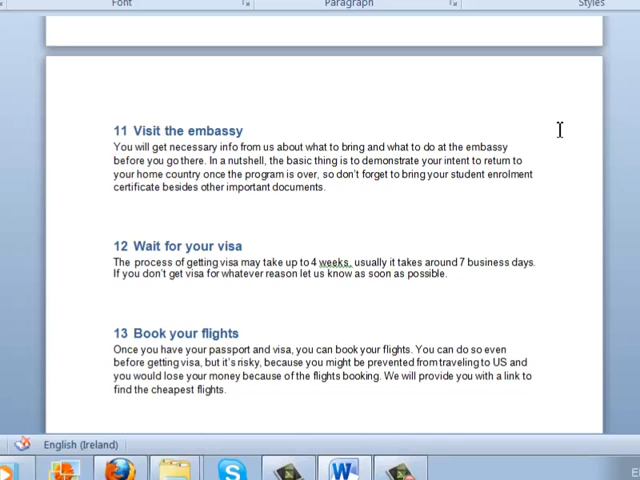 Font
Paragraph
Styles
11 Visit the embassy
You will get necessary info from us about what to bring and what to do at the embassy
before you go there. In a nutshell, the basic thing is to demonstrate your intent to return to
your home country once the program is over, so don't forget to bring your student enrolment
certificate besides other important documents.
12 Wait for your visa
The process of getting visa may take up to 4 weeks, usually it takes around 7 business days.
If you don't get visa for whatever reason let us know as soon as possible.
13 Book your flights
Once you have your passport and visa, you can book your flights. You can do so even
before getting visa, but it's risky, because you might be prevented from traveling to US and
you would lose your money because of the flights booking. We will provide you with a link to
find the cheapest flights.
English (Ireland)